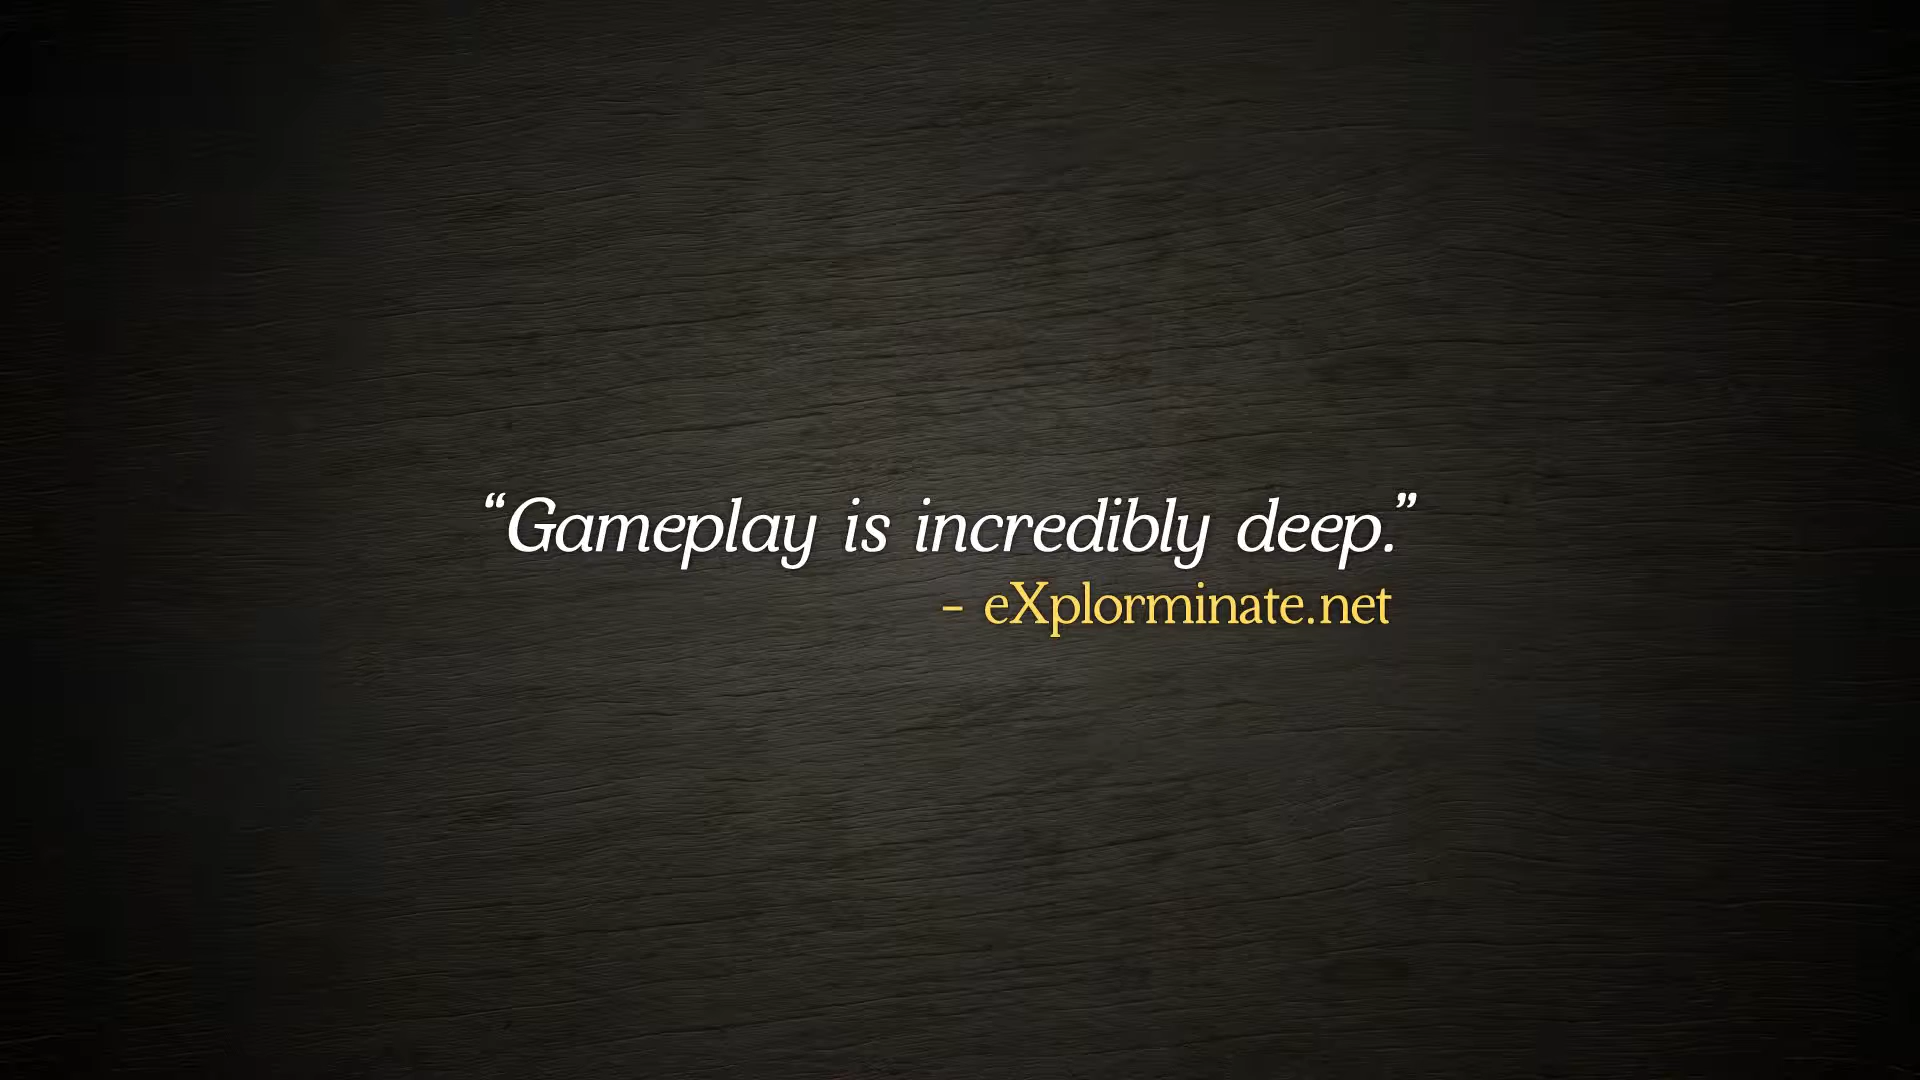 “Gameplay is incredibly deep.”
– eXplorminate.net